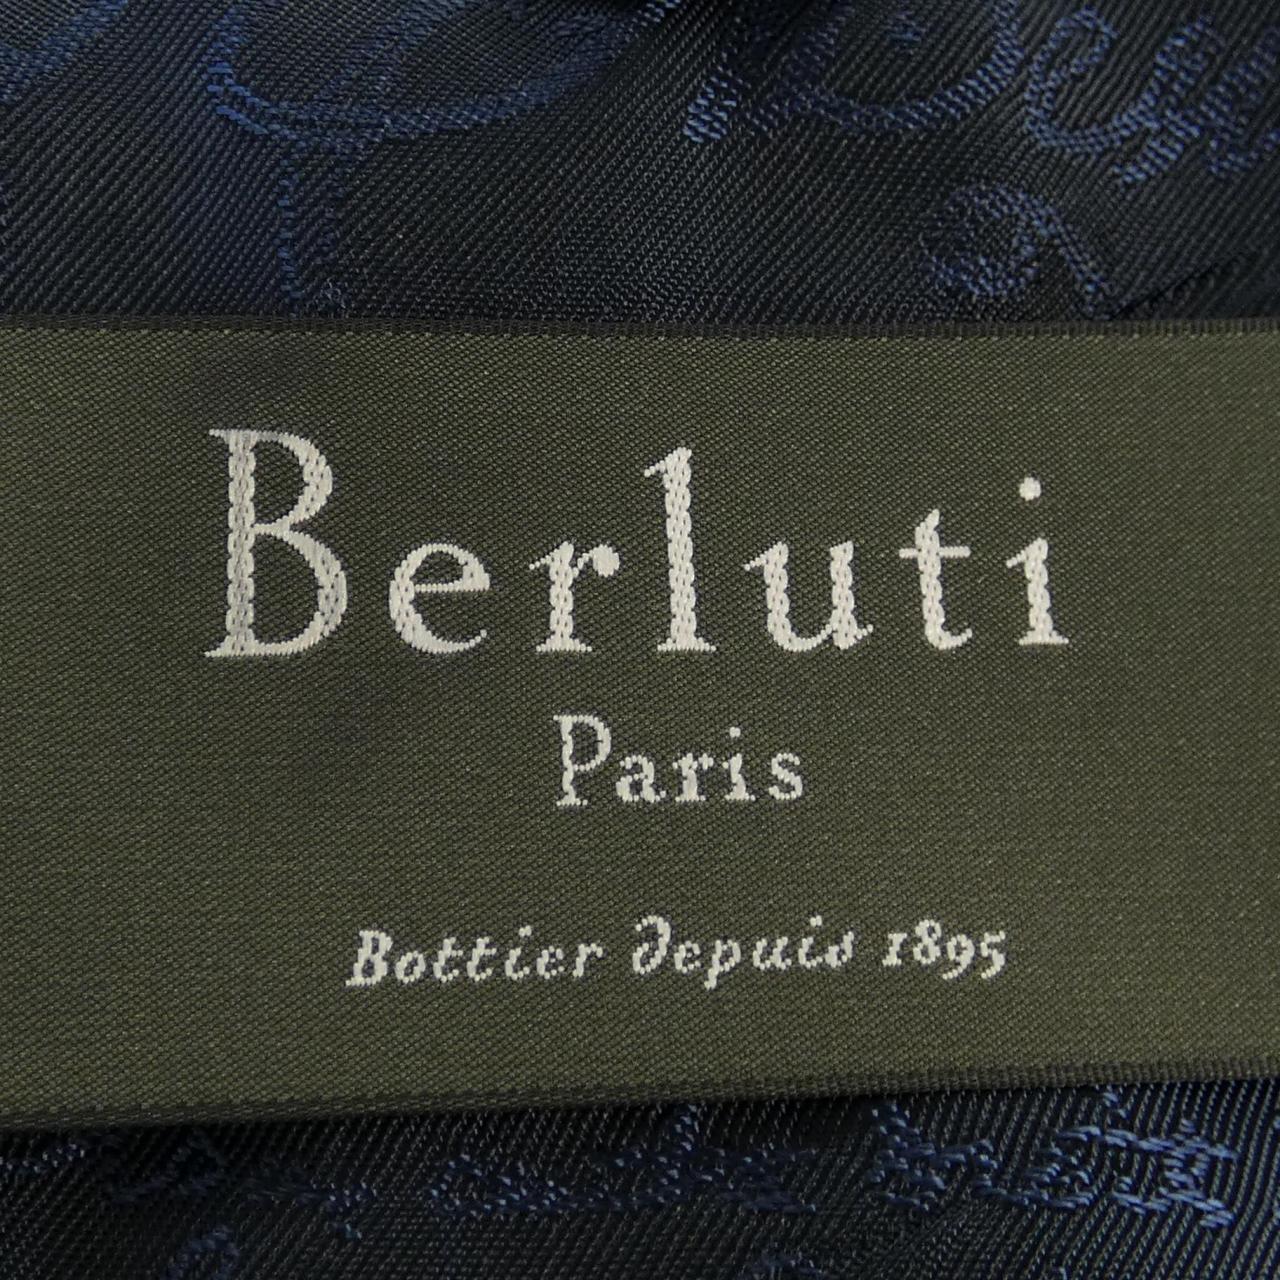 Berluti
Paris
Bottier depuis 1895